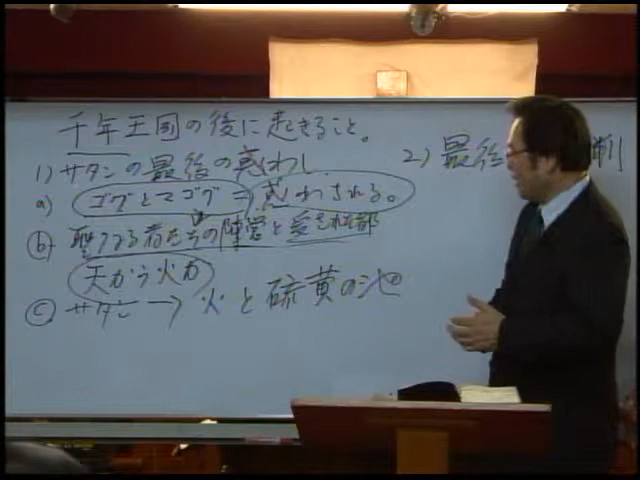 千年王国の後に起きること。
1) サタンの最後の惑わし
a) ゴグとマゴグ = 惑わされる。
b) 聖なる者たちの陣営と愛された都
天から火が
c) サタン → 火と硫黄の池
2) 最後